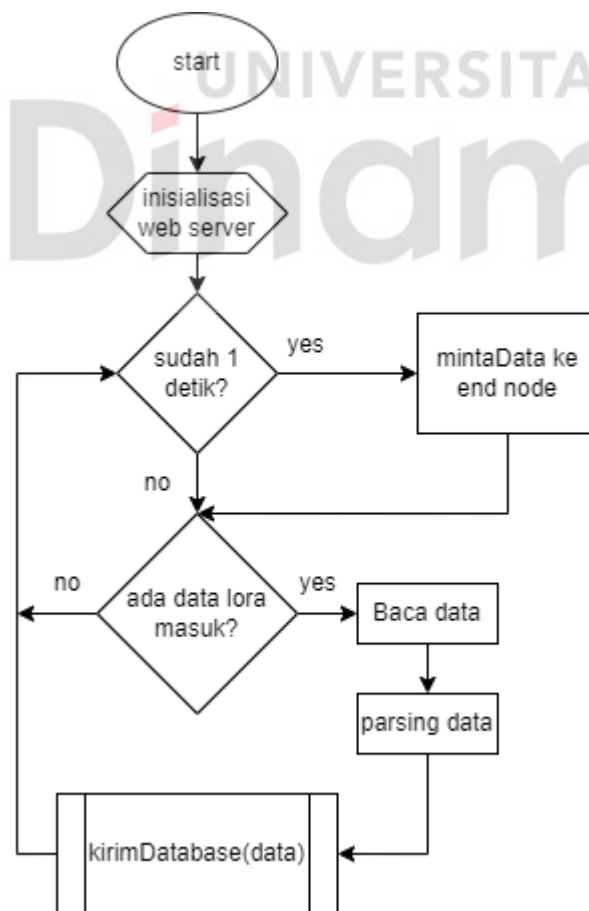 UNIVERSITA
Dinam
start
inisialisasi
web server
sudah 1
detik?
yes
mintaData ke
end node
no
ada data lora
masuk?
no
yes
Baca data
parsing data
kirimDatabase(data)